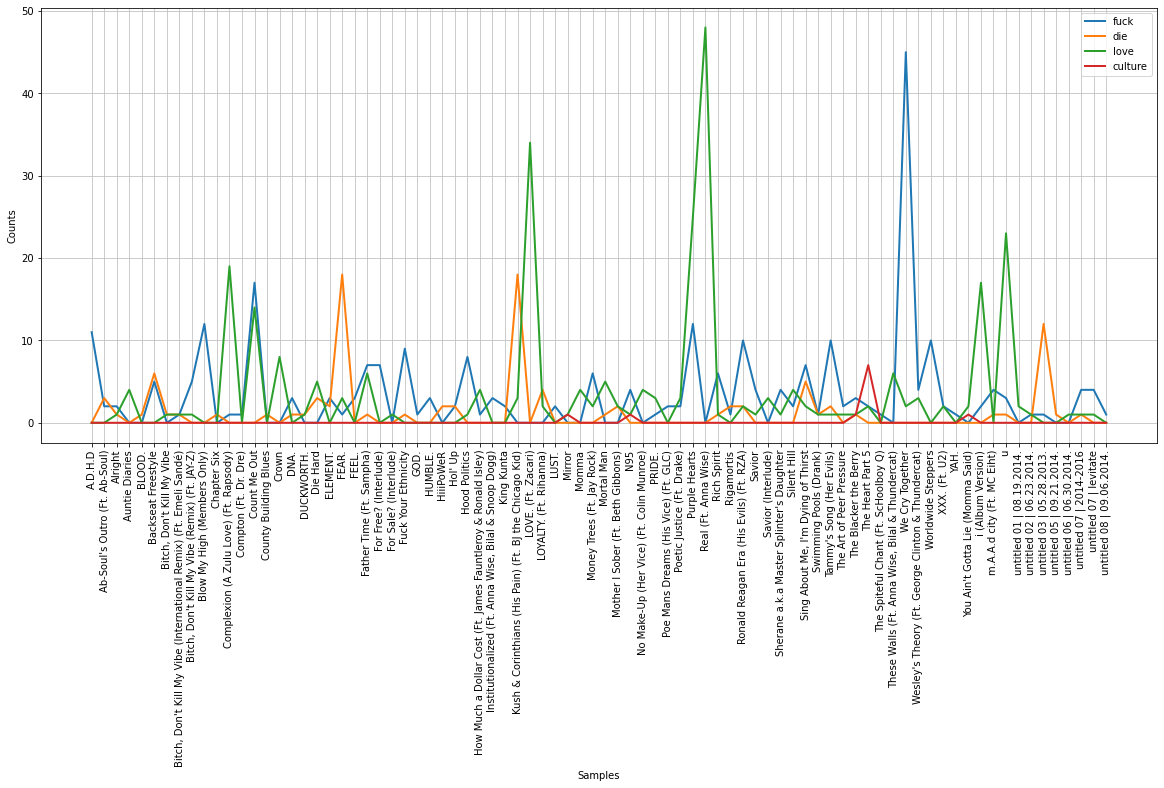 50
40
30
20
10
0
Counts
fuck
die
love
culture
A.D.H.D
Ab-Soul's Outro (Ft. Ab-Soul)
Alright
Auntie Diaries
BLOOD.
Backseat Freestyle
Bitch, Don't Kill My Vibe
Bitch, Don't Kill My Vibe (International Remix) (Ft. Emeli Sandé)
Bitch, Don't Kill My Vibe (Remix) (Ft. JAY-Z)
Blow My High (Members Only)
Chapter Six
Complexion (A Zulu Love) (Ft. Rapsody)
Compton (Ft. Dr. Dre)
Count Me Out
County Building Blues
Crown
DNA.
DUCKWORTH.
Die Hard
ELEMENT.
FEAR.
FEEL.
Father Time (Ft. Sampha)
For Free? (Interlude)
For Sale? (Interlude)
Fuck Your Ethnicity
GOD.
HUMBLE.
HiiiPoWeR
Hol' Up
Hood Politics
How Much a Dollar Cost (Ft. James Fauntleroy & Ronald Isley)
Institutionalized (Ft. Anna Wise, Bilal & Snoop Dogg)
King Kunta
Kush & Corinthians (His Pain) (Ft. BJ the Chicago Kid)
LOVE. (Ft. Zacari)
LOYALTY. (Ft. Rihanna)
LUST.
Mirror
Momma
Money Trees (Ft. Jay Rock)
Mortal Man
Mother I Sober (Ft. Beth Gibbons)
N95
No Make-Up (Her Vice) (Ft. Colin Munroe)
PRIDE.
Poe Mans Dreams (His Vice) (Ft. GLC)
Poetic Justice (Ft. Drake)
Purple Hearts
Real (Ft. Anna Wise)
Rich Spirit
Rigamortis
Ronald Reagan Era (His Evils) (Ft. RZA)
Savior
Savior (Interlude)
Sherane a.k.a Master Splinter's Daughter
Silent Hill
Sing About Me, I'm Dying of Thirst
Swimming Pools (Drank)
Tammy's Song (Her Evils)
The Art of Peer Pressure
The Blacker the Berry
The Heart Part 5
The Spiteful Chant (Ft. ScHoolboy Q)
These Walls (Ft. Anna Wise, Bilal & Thundercat)
We Cry Together
Wesley's Theory (Ft. George Clinton & Thundercat)
Worldwide Steppers
XXX. (Ft. U2)
YAH.
You Ain't Gotta Lie (Momma Said)
i (Album Version)
m.A.A.d city (Ft. MC Eiht)
u
untitled 01 | 08.19.2014.
untitled 02 | 06.23.2014.
untitled 03 | 05.28.2013.
untitled 05 | 09.21.2014.
untitled 06 | 06.30.2014.
untitled 07 | 2014-2016
untitled 07 | levitate
untitled 08 | 09.06.2014.
Samples